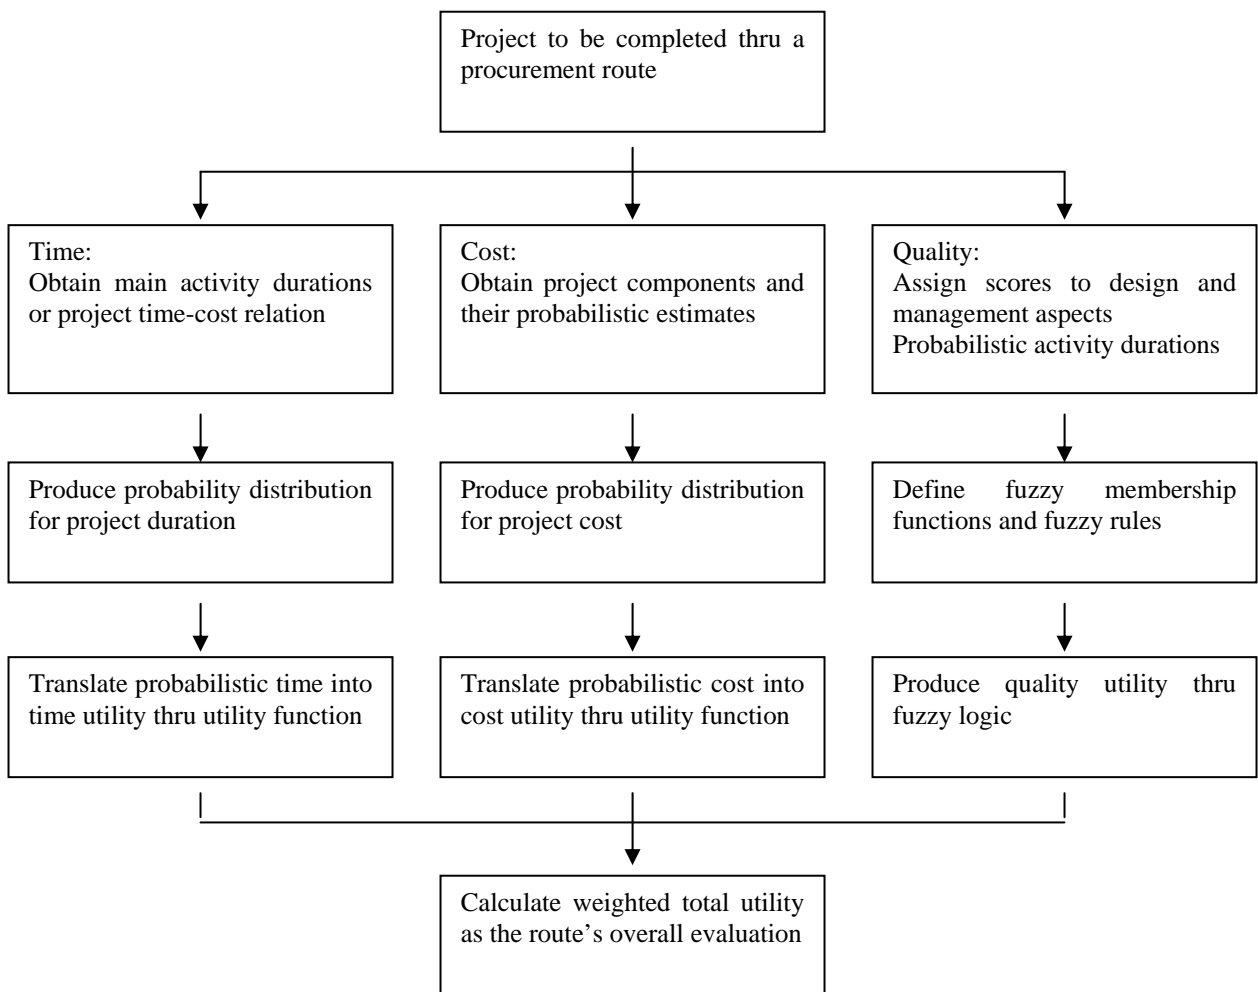 Project to be completed thru a
procurement route
Time:
Obtain main activity durations
or project time-cost relation
Cost:
Obtain project components and
their probabilistic estimates
Quality:
Assign scores to design and
management aspects
Probabilistic activity durations
Produce probability distribution
for project duration
Produce probability distribution
for project cost
Define fuzzy membership
functions and fuzzy rules
Translate probabilistic time into
time utility thru utility function
Translate probabilistic cost into
cost utility thru utility function
Produce quality utility thru
fuzzy logic
Calculate weighted total utility
as the route’s overall evaluation